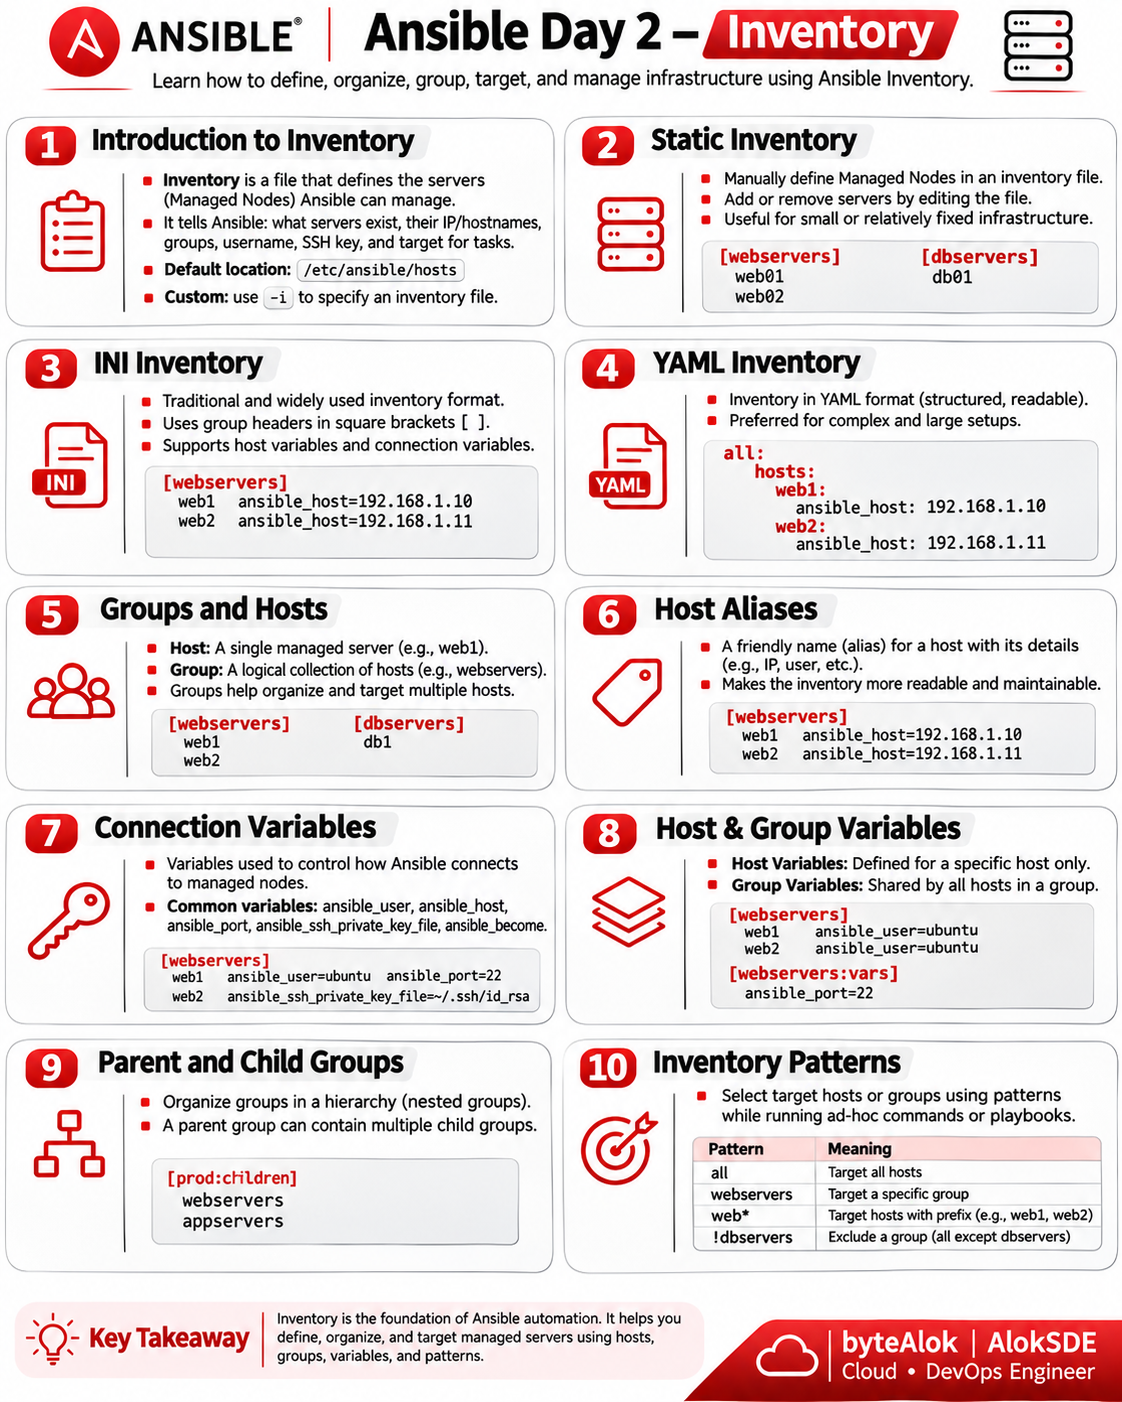 ANSIBLE®
Ansible Day 2 – Inventory
Learn how to define, organize, group, target, and manage infrastructure using Ansible Inventory.
1 Introduction to Inventory
Inventory is a file that defines the servers
(Managed Nodes) Ansible can manage.
It tells Ansible: what servers exist, their IP/hostnames,
groups, username, SSH key, and target for tasks.
Default location: /etc/ansible/hosts
Custom: use -i to specify an inventory file.
2 Static Inventory
Manually define Managed Nodes in an inventory file.
Add or remove servers by editing the file.
Useful for small or relatively fixed infrastructure.
[webservers] [dbservers]
web01 db01
web02
3 INI Inventory
Traditional and widely used inventory format.
Uses group headers in square brackets [ ].
Supports host variables and connection variables.
INI
[webservers]
web1 ansible_host=192.168.1.10
web2 ansible_host=192.168.1.11
4 YAML Inventory
Inventory in YAML format (structured, readable).
Preferred for complex and large setups.
YAML
all:
hosts:
web1:
ansible_host: 192.168.1.10
web2:
ansible_host: 192.168.1.11
5 Groups and Hosts
Host: A single managed server (e.g., web1).
Group: A logical collection of hosts (e.g., webservers).
Groups help organize and target multiple hosts.
[webservers] [dbservers]
web1 db1
web2
6 Host Aliases
A friendly name (alias) for a host with its details
(e.g., IP, user, etc.).
Makes the inventory more readable and maintainable.
[webservers]
web1 ansible_host=192.168.1.10
web2 ansible_host=192.168.1.11
7 Connection Variables
Variables used to control how Ansible connects
to managed nodes.
Common variables: ansible_user, ansible_host,
ansible_port, ansible_ssh_private_key_file, ansible_become.
[webservers]
web1 ansible_user=ubuntu ansible_port=22
web2 ansible_ssh_private_key_file=~/.ssh/id_rsa
8 Host & Group Variables
Host Variables: Defined for a specific host only.
Group Variables: Shared by all hosts in a group.
[webservers]
web1 ansible_user=ubuntu
web2 ansible_user=ubuntu
[webservers:vars]
ansible_port=22
9 Parent and Child Groups
Organize groups in a hierarchy (nested groups).
A parent group can contain multiple child groups.
[prod:children]
webservers
appservers
10 Inventory Patterns
Select target hosts or groups using patterns
while running ad-hoc commands or playbooks.
Pattern Meaning
all Target all hosts
webservers Target a specific group
web* Target hosts with prefix (e.g., web1, web2)
!dbservers Exclude a group (all except dbservers)
Key Takeaway
Inventory is the foundation of Ansible automation. It helps you
define, organize, and target managed servers using hosts,
groups, variables, and patterns.
byteAlok | AlokSDE
Cloud • DevOps Engineer